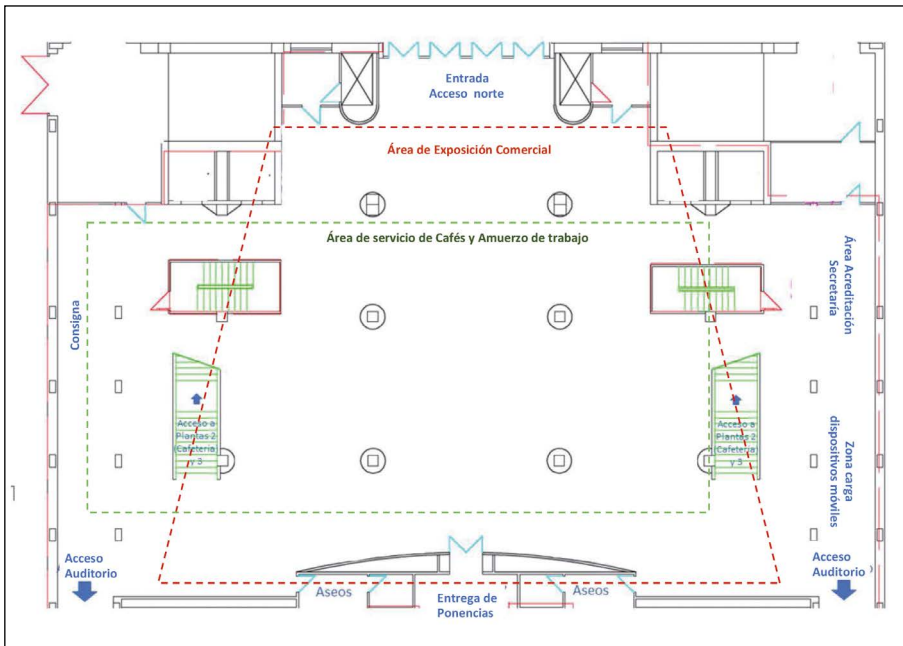 Entrada
Acceso norte
Área de Exposición Comercial
Área de servicio de Cafés y Amuerzo de trabajo
Consigna
Área Acreditación
Secretaría
Acceso a
Plantas 2
(Cafetería)
y 3
Acceso a
Plantas 2
(Cafetería)
y 3
Zona carga
dispositivos móviles
Acceso
Auditorio
Acceso
Auditorio
Aseos
Entrega de
Ponencias
Aseos